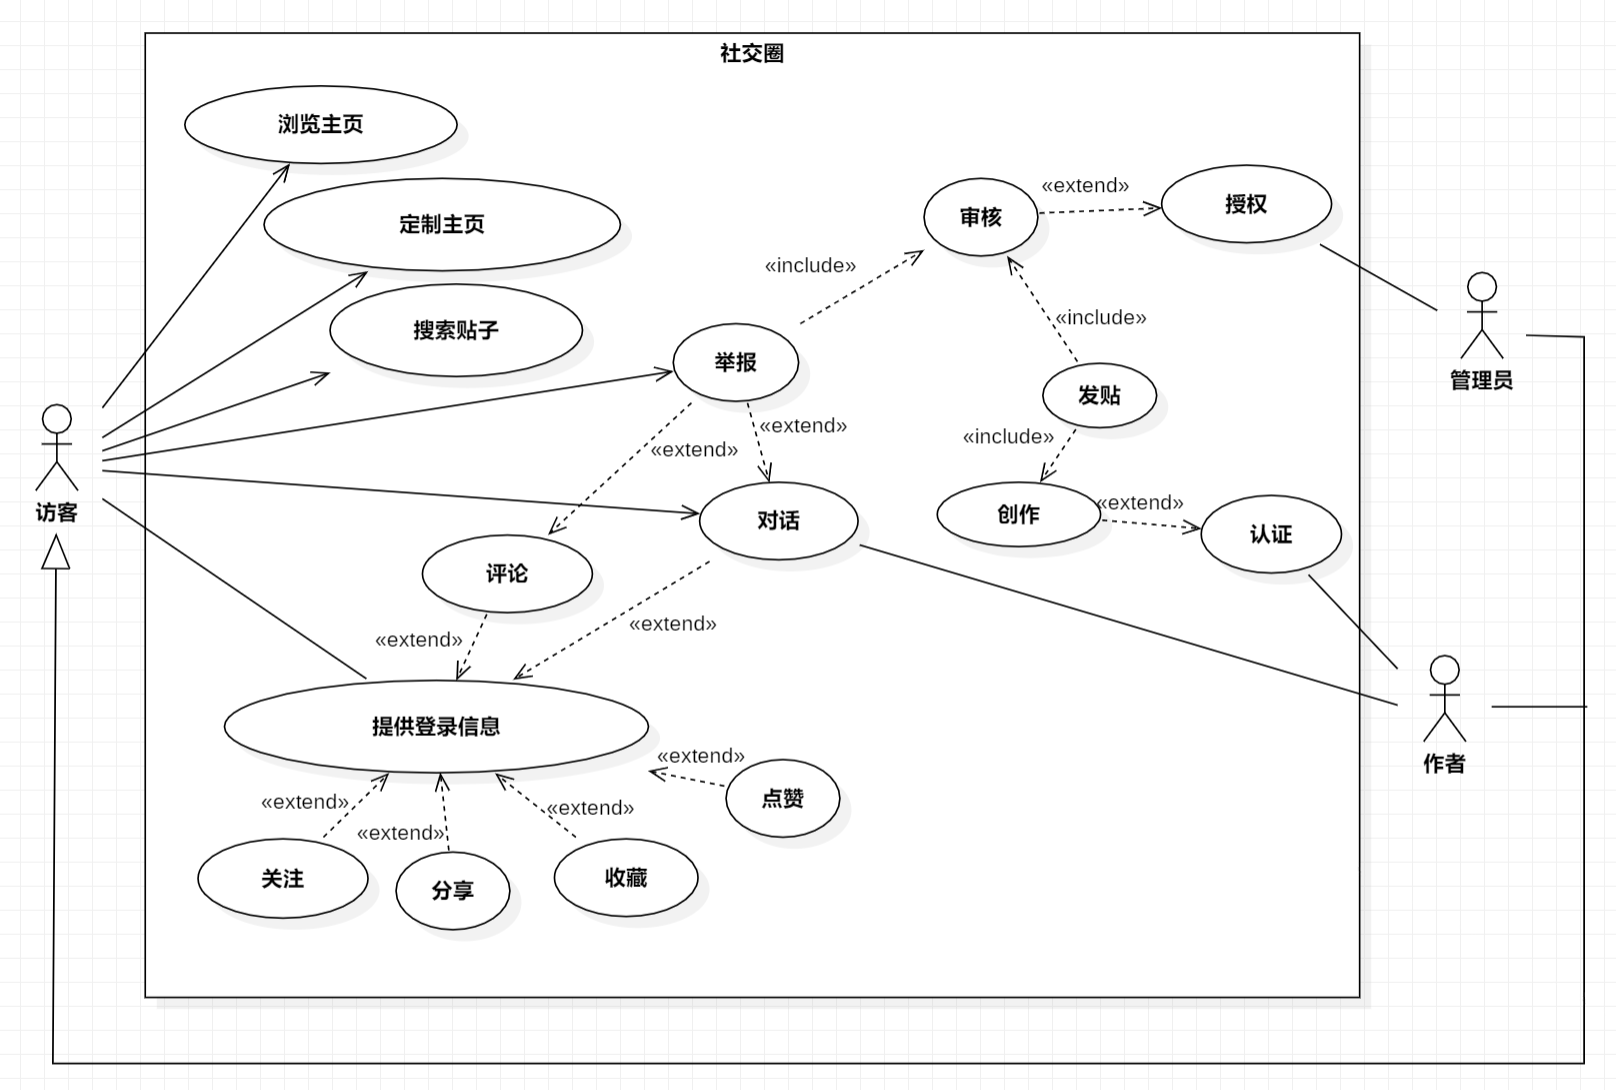 社交圈
浏览主页
定制主页
搜索贴子
审核
«extend»
授权
«include»
举报
«include»
发贴
管理员
访客
«extend»
«extend»
«include»
对话
创作
«extend»
认证
评论
«extend»
«extend»
提供登录信息
«extend»
点赞
作者
«extend»
«extend»
«extend»
关注
分享
收藏